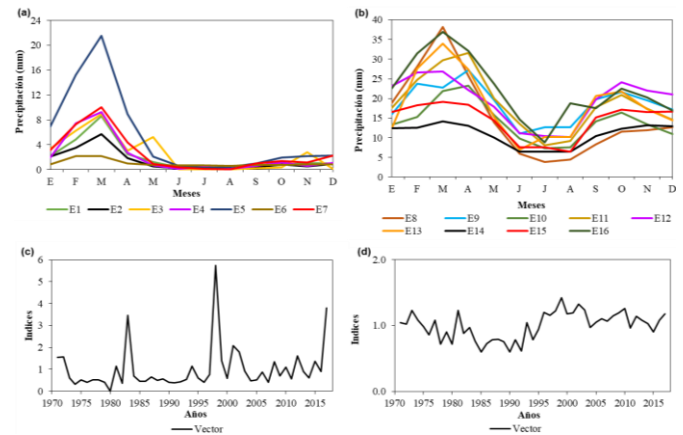 (a)
Precipitación (mm)
24
20
16
12
8
4
0
E F M A M J J A S O N D
Meses
E1 E2 E3 E4 E5 E6 E7
(b)
Precipitación (mm)
40
35
30
25
20
15
10
5
0
E F M A M J J A S O N D
Meses
E8 E9 E10 E11 E12
E13 E14 E15 E16
(c)
Indices
6
5
4
3
2
1
0
1970 1975 1980 1985 1990 1995 2000 2005 2010 2015
Años
Vector
(d)
Indices
2.0
1.0
0.0
1970 1975 1980 1985 1990 1995 2000 2005 2010 2015
Años
Vector